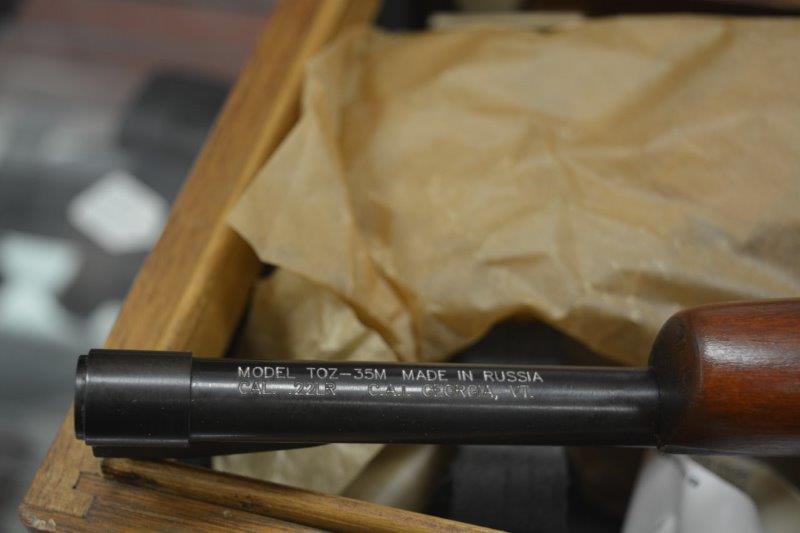 MODEL TOZ-35M MADE IN RUSSIA
CAL. .22LR C.A.I. GEORGIA, VT.